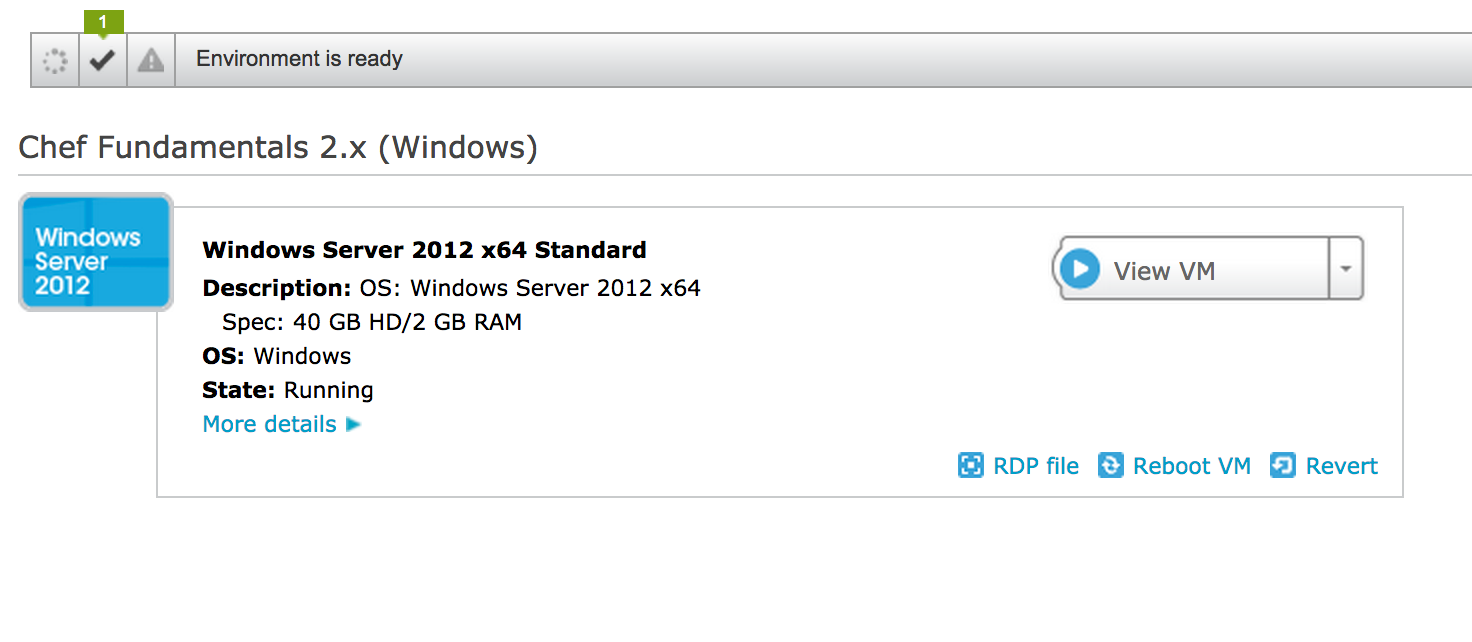 1
Environment is ready
Chef Fundamentals 2.x (Windows)
Windows
Server
2012
Windows Server 2012 x64 Standard
View VM
Description: OS: Windows Server 2012 x64
Spec: 40 GB HD/2 GB RAM
OS: Windows
State: Running
More details
RDP file Reboot VM Revert